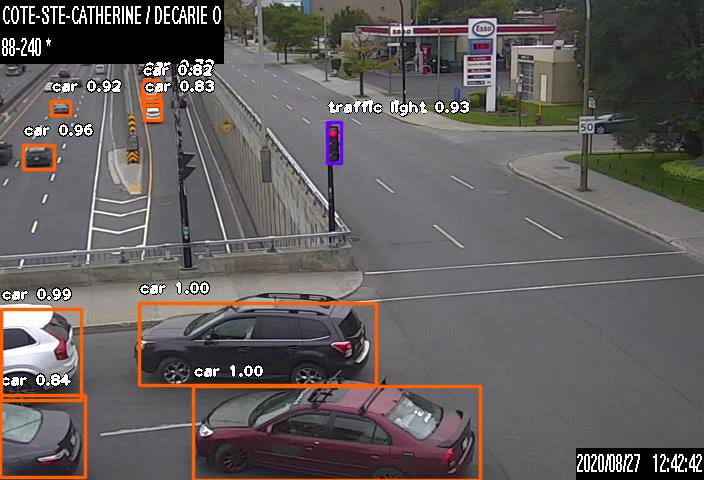 COTE-STE-CATHERINE / DECARIE O
88-240 *
car 0.92
car 0.82
car 0.83
car 0.96
traffic light 0.93
Esso
50
car 0.99
car 1.00
car 0.84
car 1.00
2020/08/27 12:42:42